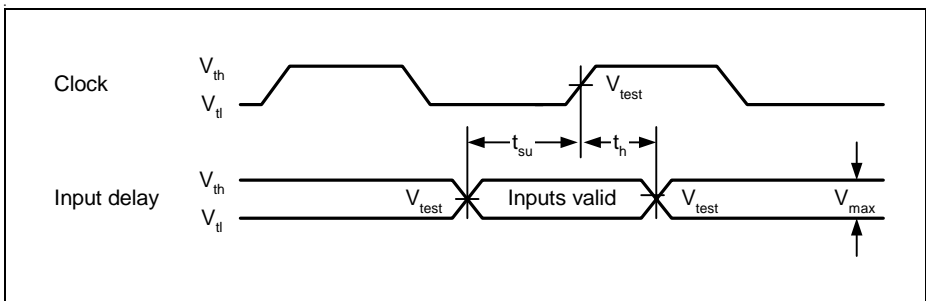 V_th
Clock
V_test
V_tl
t_su
t_h
V_th
Input delay
V_test
Inputs valid
V_test
V_max
V_tl